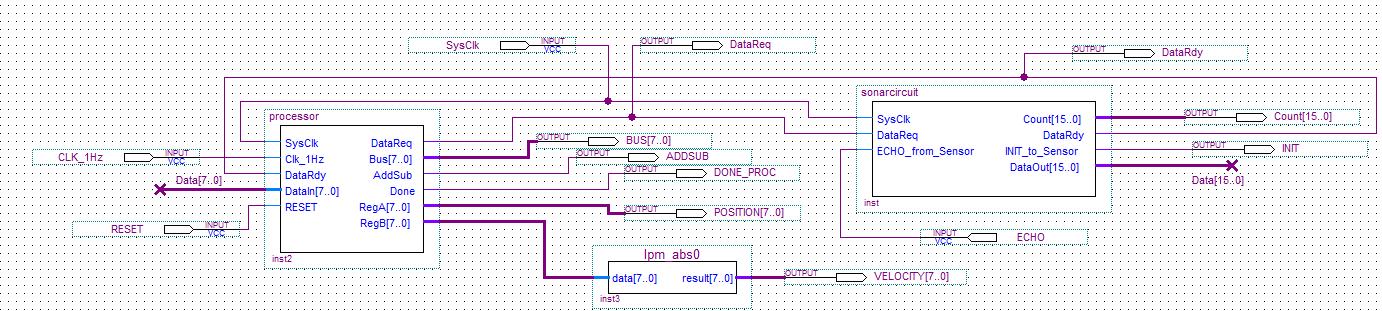 SysClk INPUT VCC
OUTPUT DataReq
OUTPUT DataRdy
processor
SysClk DataReq
Clk_1Hz Bus[7..0]
DataRdy AddSub
DataIn[7..0] Done
RESET RegA[7..0]
RegB[7..0]
inst2
CLK_1Hz INPUT VCC
Data[7..0]
RESET INPUT VCC
OUTPUT BUS[7..0]
OUTPUT ADDSUB
OUTPUT DONE_PROC
OUTPUT POSITION[7..0]
lpm_abs0
data[7..0] result[7..0]
inst3
OUTPUT VELOCITY[7..0]
sonarcircuit
SysClk Count[15..0]
DataReq DataRdy
ECHO_from_Sensor INIT_to_Sensor
DataOut[15..0]
inst
OUTPUT Count[15..0]
OUTPUT INIT
Data[15..0]
INPUT VCC ECHO